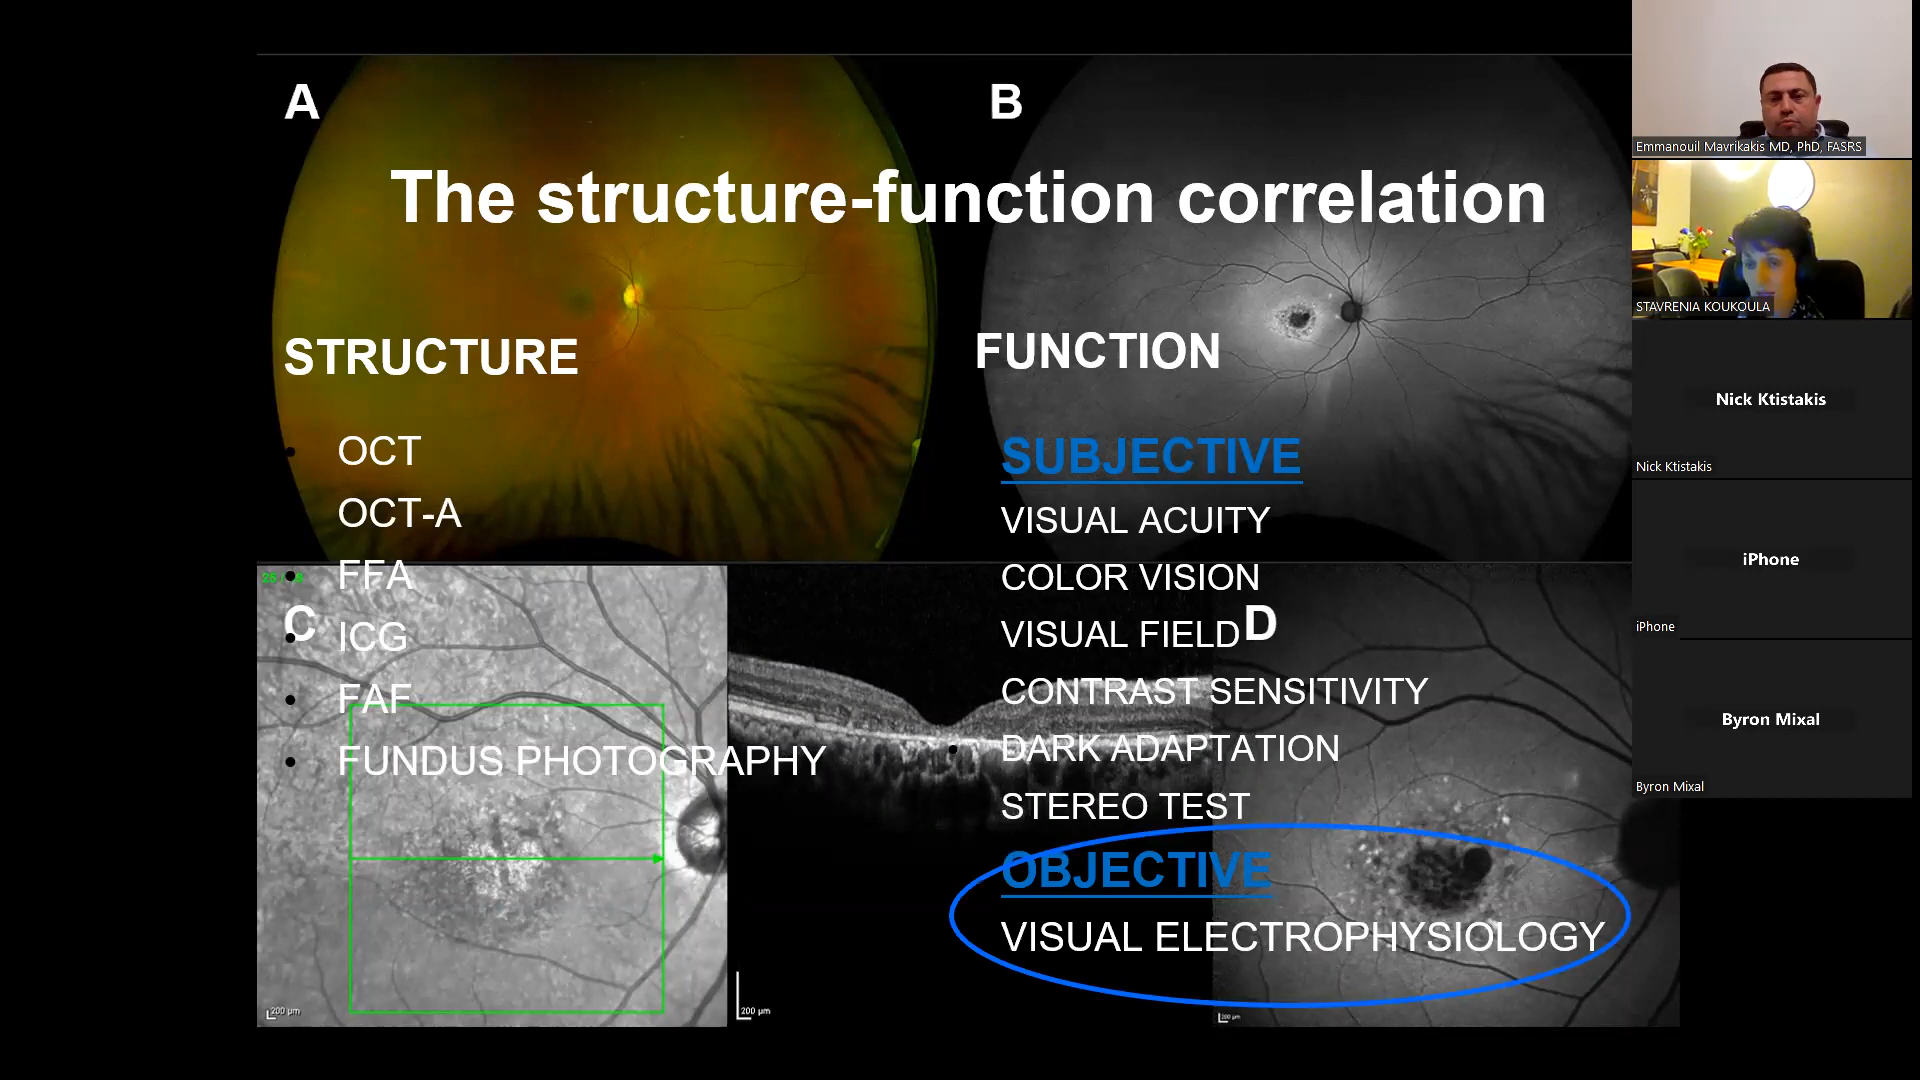 A
B
The structure-function correlation
STRUCTURE
OCT
OCT-A
FFA
ICG
FAF
FUNDUS PHOTOGRAPHY
C
FUNCTION
SUBJECTIVE
VISUAL ACUITY
COLOR VISION
VISUAL FIELD
D
CONTRAST SENSITIVITY
DARK ADAPTATION
STEREO TEST
OBJECTIVE
VISUAL ELECTROPHYSIOLOGY
200 µm
200 µm
200 µm
Emmanouil Mavrikakis MD, PhD, FASRS
STAVRENIA KOUKOULA
Nick Ktistakis
Nick Ktistakis
iPhone
iPhone
Byron Mixal
Byron Mixal